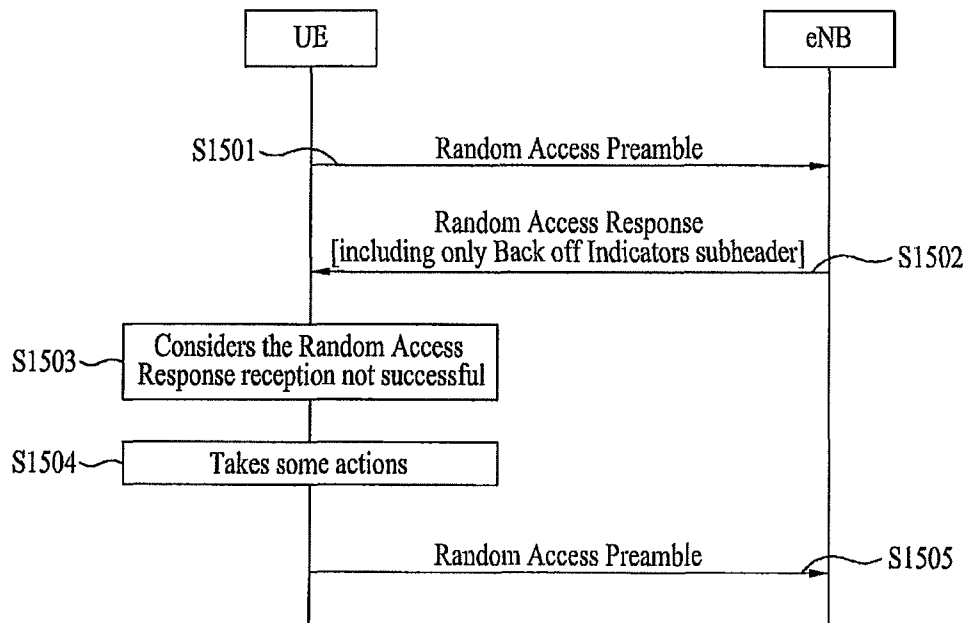 UE
eNB
S1501
Random Access Preamble
Random Access Response
[including only Back off Indicators subheader]
S1502
S1503
Considers the Random Access
Response reception not successful
S1504
Takes some actions
Random Access Preamble
S1505